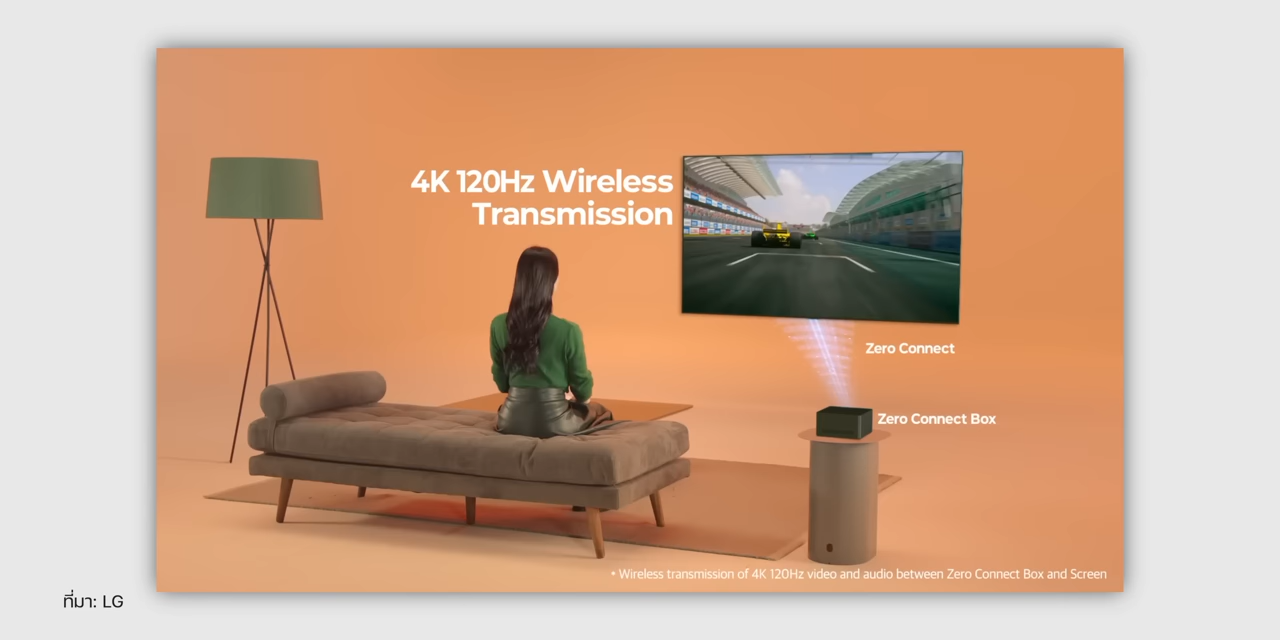 4K 120Hz Wireless
Transmission
Zero Connect
Zero Connect Box
• Wireless transmission of 4K 120Hz video and audio between Zero Connect Box and Screen
ที่มา: LG